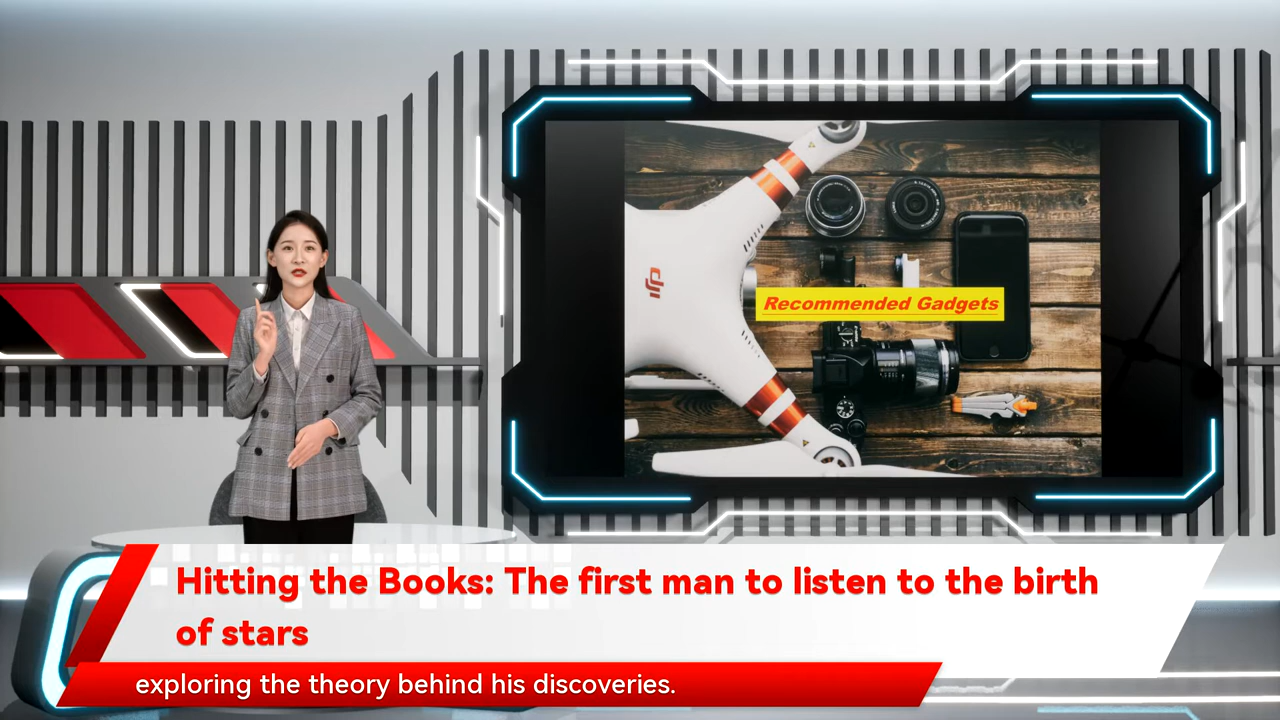 dji
Recommended Gadgets
Hitting the Books: The first man to listen to the birth
of stars
exploring the theory behind his discoveries.